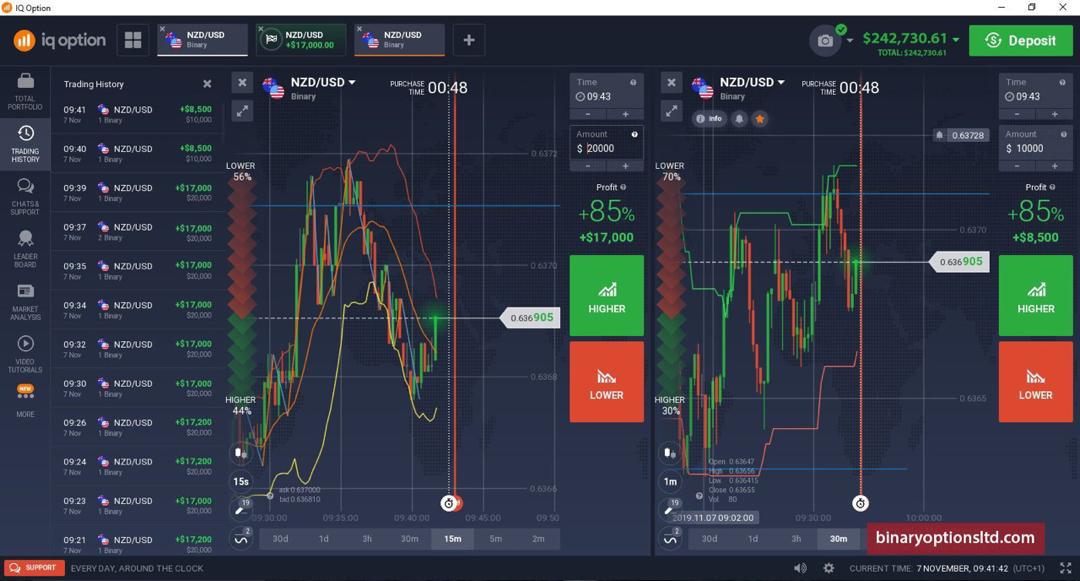 IQ Option
iq option
NZD/USD
Binary
NZD/USD
+$17,000.00
NZD/USD
Binary
$242,730.61
TOTAL: $242,730.61
Deposit
TOTAL
PORTFOLIO
TRADING
HISTORY
CHATS &
SUPPORT
LEADER
BOARD
MARKET
ANALYSIS
VIDEO
TUTORIALS
NEW
MORE
Trading History
09:41 NZD/USD +$8,500
7 Nov 1 Binary $10,000
09:40 NZD/USD +$8,500
7 Nov 1 Binary $10,000
09:39 NZD/USD +$17,000
7 Nov 1 Binary $20,000
09:37 NZD/USD +$17,000
7 Nov 2 Binary $20,000
09:35 NZD/USD +$17,000
7 Nov 1 Binary $20,000
09:34 NZD/USD +$17,000
7 Nov 1 Binary $20,000
09:32 NZD/USD +$17,000
7 Nov 1 Binary $20,000
09:30 NZD/USD +$17,000
7 Nov 1 Binary $20,000
09:26 NZD/USD +$17,200
7 Nov 1 Binary $20,000
09:24 NZD/USD +$17,200
7 Nov 1 Binary $20,000
09:23 NZD/USD +$17,000
7 Nov 1 Binary $20,000
09:21 NZD/USD +$17,200
7 Nov 1 Binary $20,000
NZD/USD
Binary
PURCHASE
TIME
00:48
LOWER
56%
HIGHER
44%
0.6372
0.6370
0.636905
0.6368
0.6366
ask 0.637000
bid 0.636810
15s
19
2
09:30:00
09:35:00
09:40:00
09:45:00
09:50
30d 1d 3h 30m 15m 5m 2m
Time
09:43
- +
Amount
$ 20000
- +
Profit
+85%
+$17,000
HIGHER
LOWER
NZD/USD
Binary
info
PURCHASE
TIME
00:48
LOWER
70%
HIGHER
30%
0.63728
0.6370
0.636905
0.6365
Open 0.63647
High 0.63656
Low 0.636415
Close 0.63655
Vol 80
1m
19
2
2019.11.07 09:02:00
09:30:00
10:00:00
30d 1d 3h 30m
Time
09:43
- +
Amount
$ 10000
- +
Profit
+85%
+$8,500
HIGHER
LOWER
binaryoptionsltd.com
SUPPORT
EVERY DAY, AROUND THE CLOCK
CURRENT TIME: 7 NOVEMBER, 09:41:42 (UTC+1)